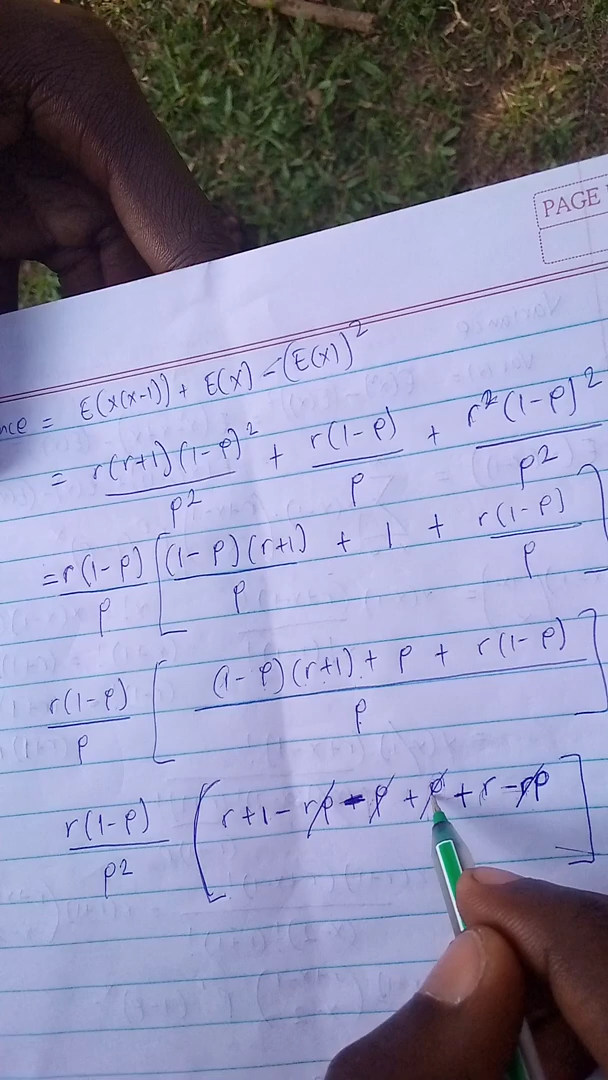 PAGE
nce = E(x(x-1)) + E(x) - (E(x))²
= r(r+1)(1-p)²/p² + r(1-p)/p + r²(1-p)²/p²
= r(1-p)/p [(1-p)(r+1)/p + 1 + r(1-p)/p]
r(1-p)/p [((1-p)(r+1) + p + r(1-p))/p]
r(1-p)/p² [r+1-rp-p+p+r-rp]